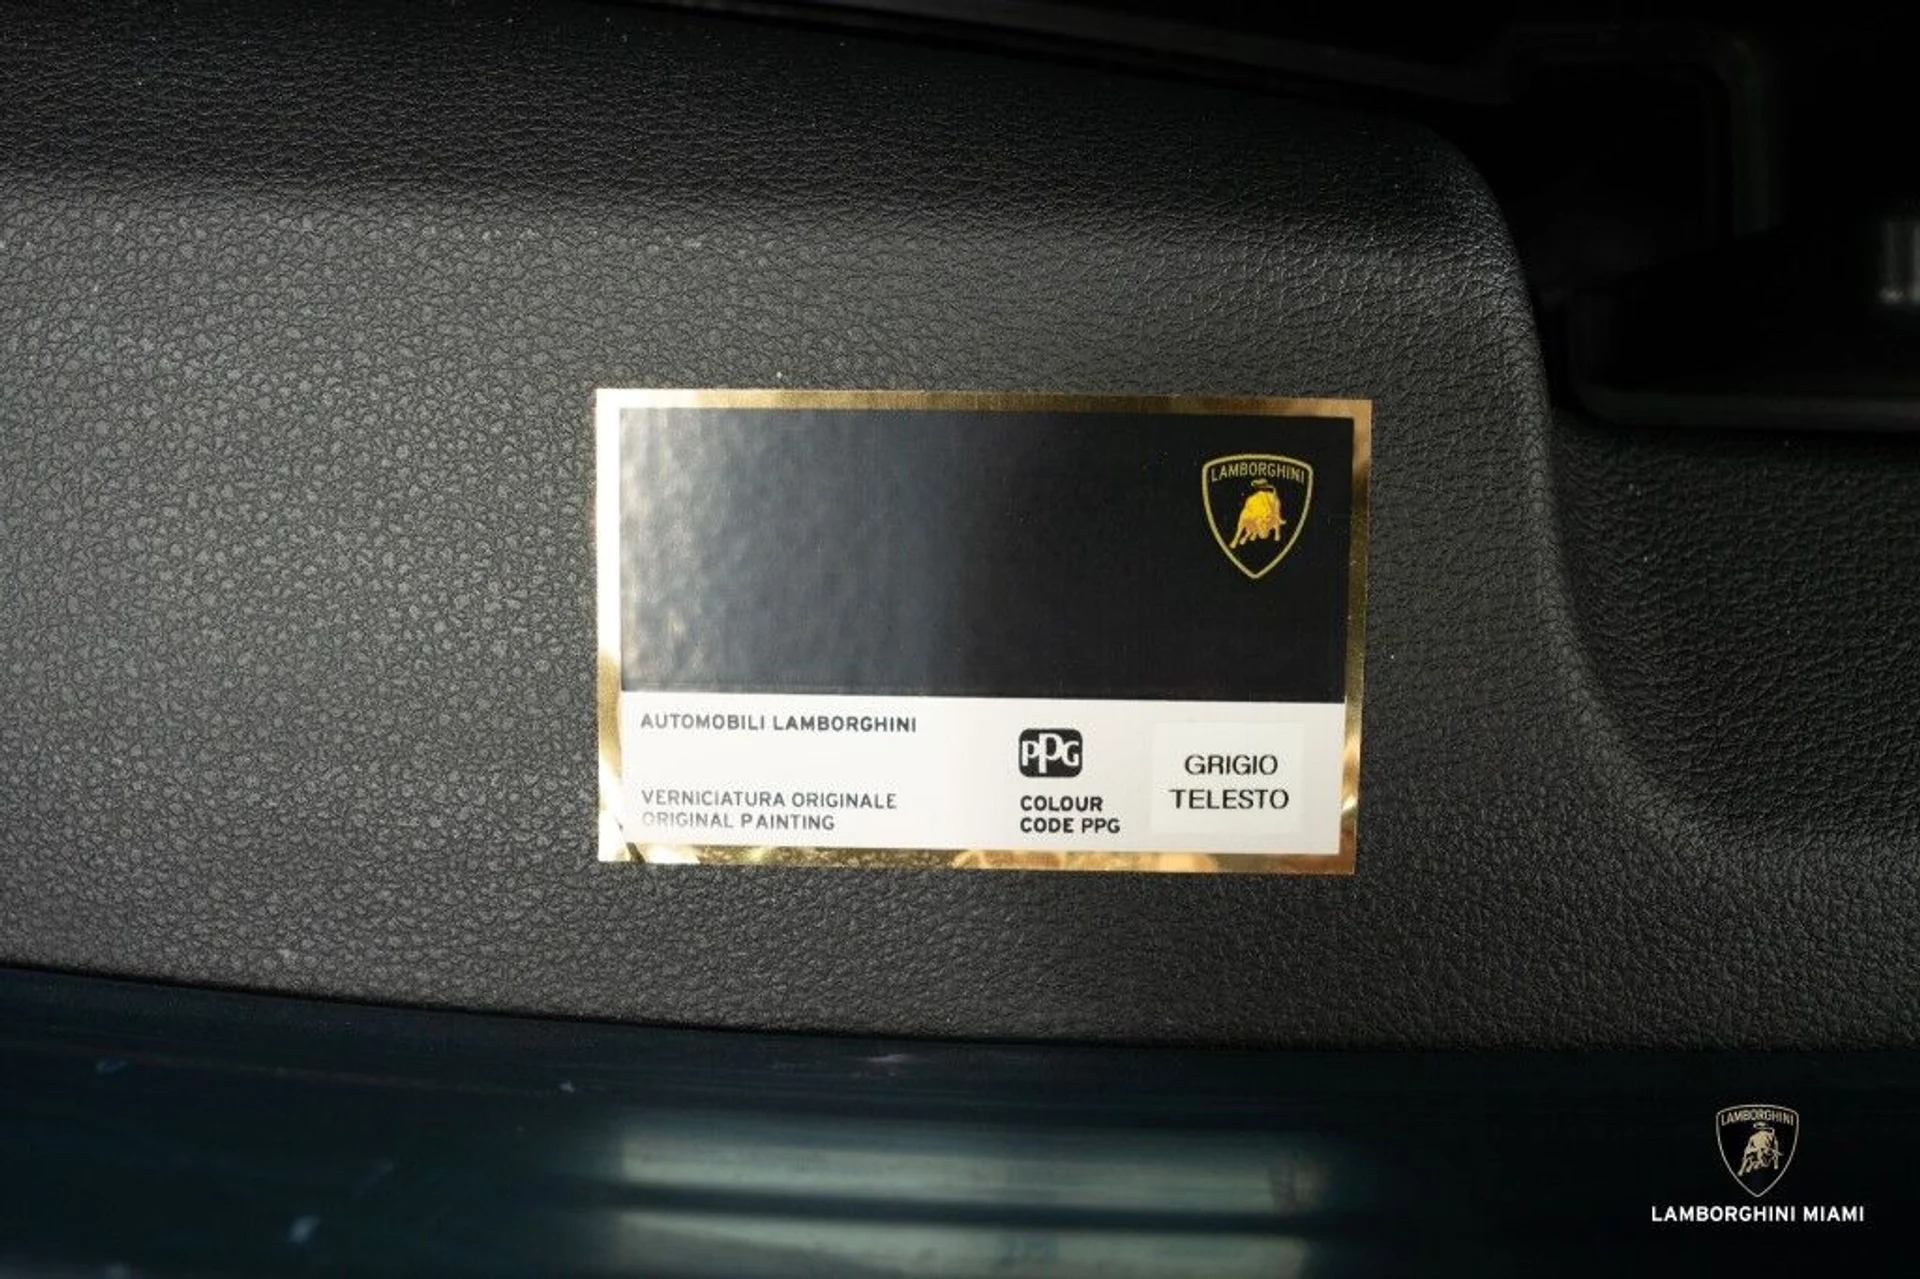 LAMBORGHINI
AUTOMOBILI LAMBORGHINI
VERNICIATURA ORIGINALE
ORIGINAL PAINTING
PPG
COLOUR
CODE PPG
GRIGIO
TELESTO
LAMBORGHINI
LAMBORGHINI MIAMI